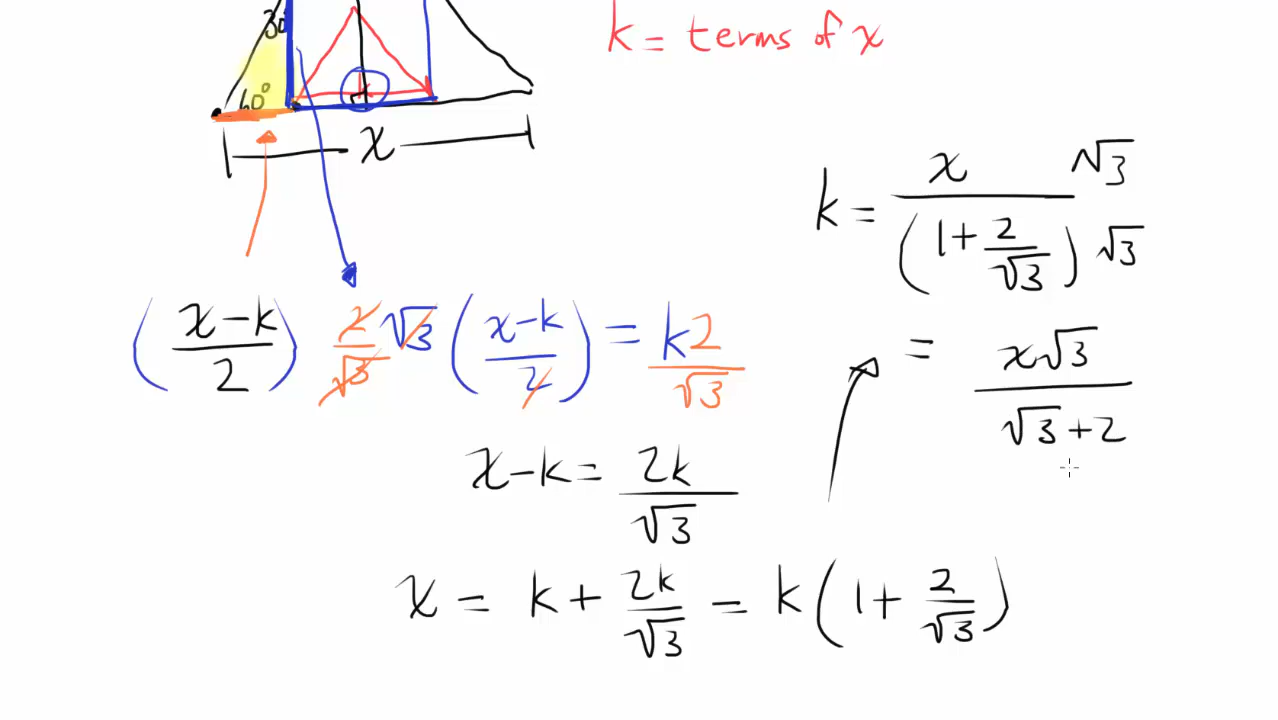 30
60°
k = terms of x
x
k = x √3 / (1 + 2/√3) √3
(x-k / 2) 2/√3 √3 (x-k / 2) = k 2/√3
= x√3 / √3+2
x-k = 2k/√3
x = k + 2k/√3 = k(1 + 2/√3)